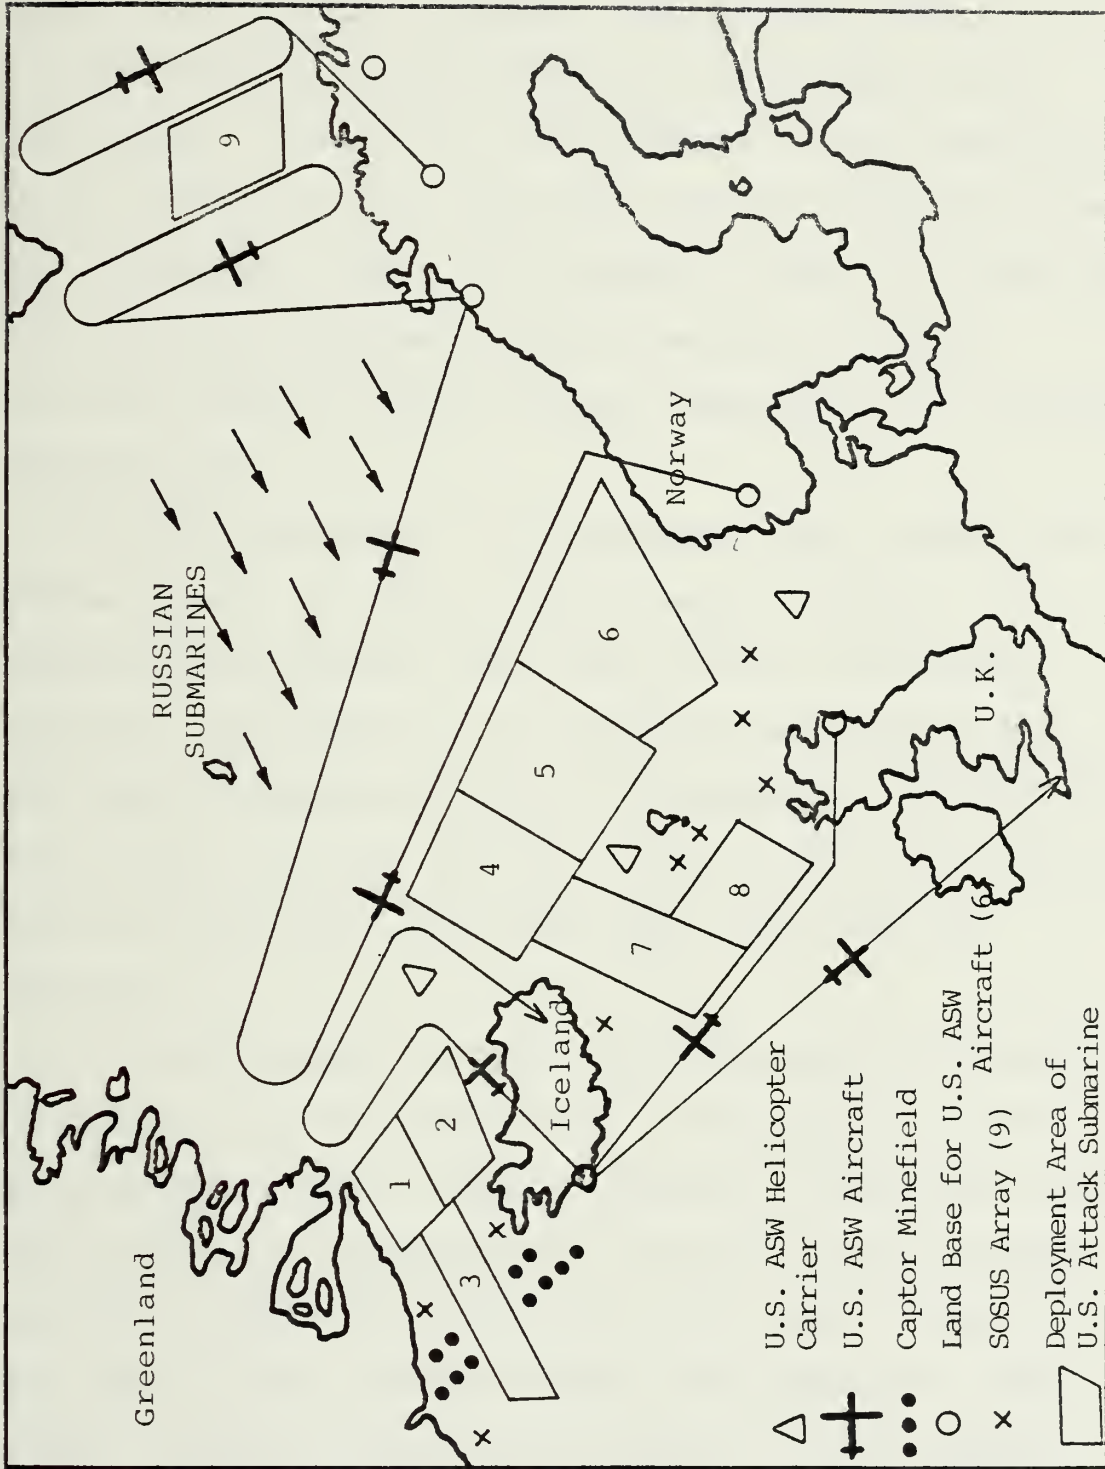 Greenland
RUSSIAN
SUBMARINES
9
1
2
3
4
5
6
7
8
Norway
Iceland
U.K.
U.S. ASW Helicopter
Carrier
U.S. ASW Aircraft
Captor Minefield
Land Base for U.S. ASW
Aircraft (6)
SOSUS Array (9)
Deployment Area of
U.S. Attack Submarine